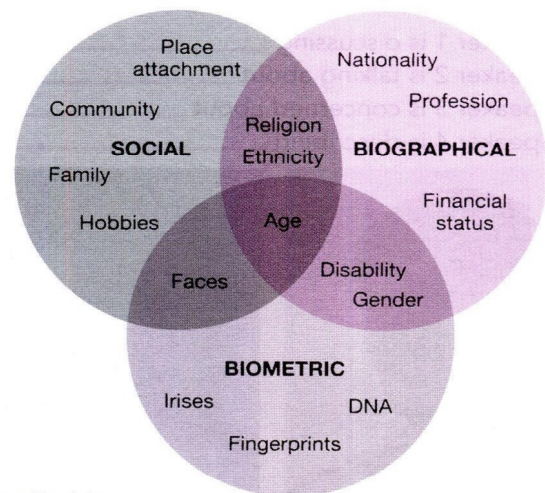 Place
attachment
Nationality
Community
Profession
Religion
SOCIAL
Ethnicity
BIOGRAPHICAL
Family
Hobbies
Age
Financial
status
Faces
Disability
Gender
BIOMETRIC
Irises
DNA
Fingerprints